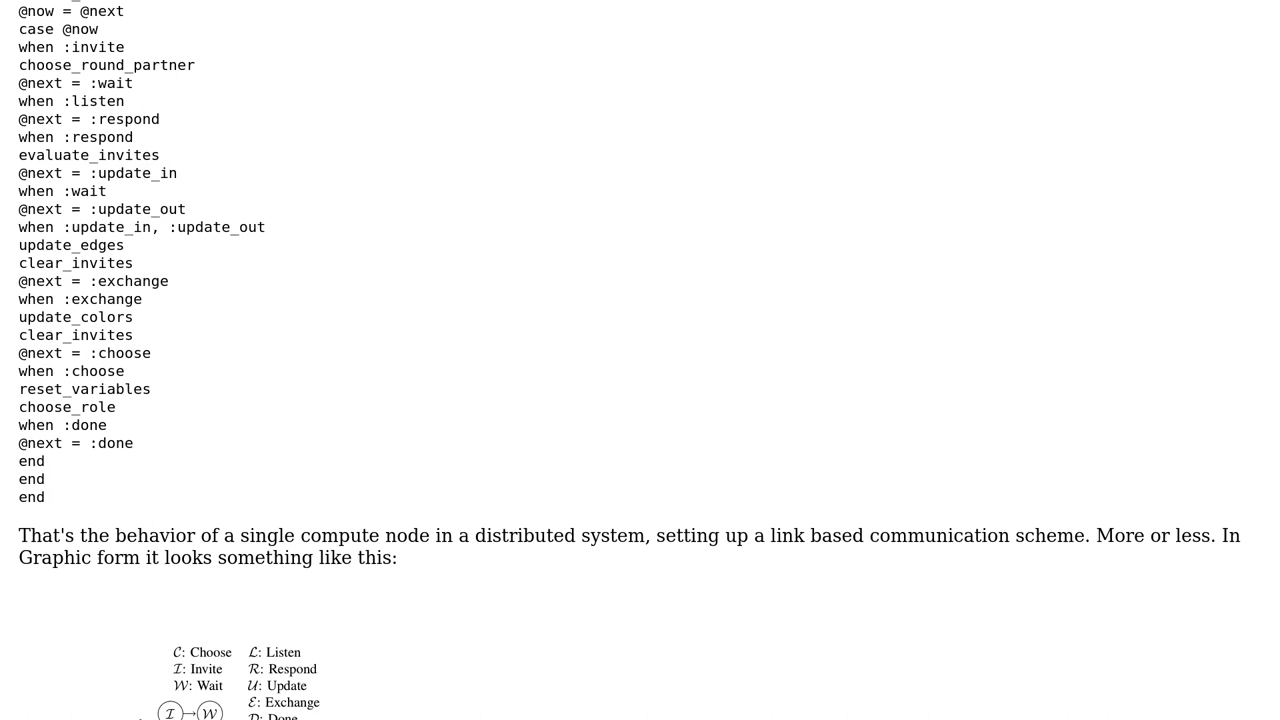 @now = @next
case @now
when :invite
choose_round_partner
@next = :wait
when :listen
@next = :respond
when :respond
evaluate_invites
@next = :update_in
when :wait
@next = :update_out
when :update_in, :update_out
update_edges
clear_invites
@next = :exchange
when :exchange
update_colors
clear_invites
@next = :choose
when :choose
reset_variables
choose_role
when :done
@next = :done
end
end
end
That's the behavior of a single compute node in a distributed system, setting up a link based communication scheme. More or less. In
Graphic form it looks something like this:
C: Choose L: Listen
I: Invite R: Respond
W: Wait U: Update
E: Exchange
I → W
D: Done